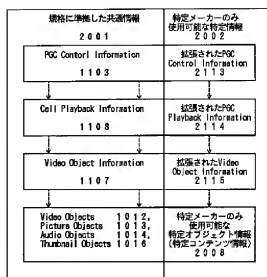 規格に準拠した共通情報
2001
特定メーカーのみ
使用可能な特定情報
2002
PGC Contorl Information
1103
拡張されたPGC
Control Information
2113
Cell Playback Information
1108
拡張されたPGC
Playback Information
2114
Video Object Information
1107
拡張されたVideo
Object Information
2115
Video Objects 1012,
Picture Objects 1013,
Audio Objects 1014,
Thumbnail Objects 1016
特定メーカーのみ
使用可能な
特定オブジェクト情報
(特定コンテンツ情報)
2008